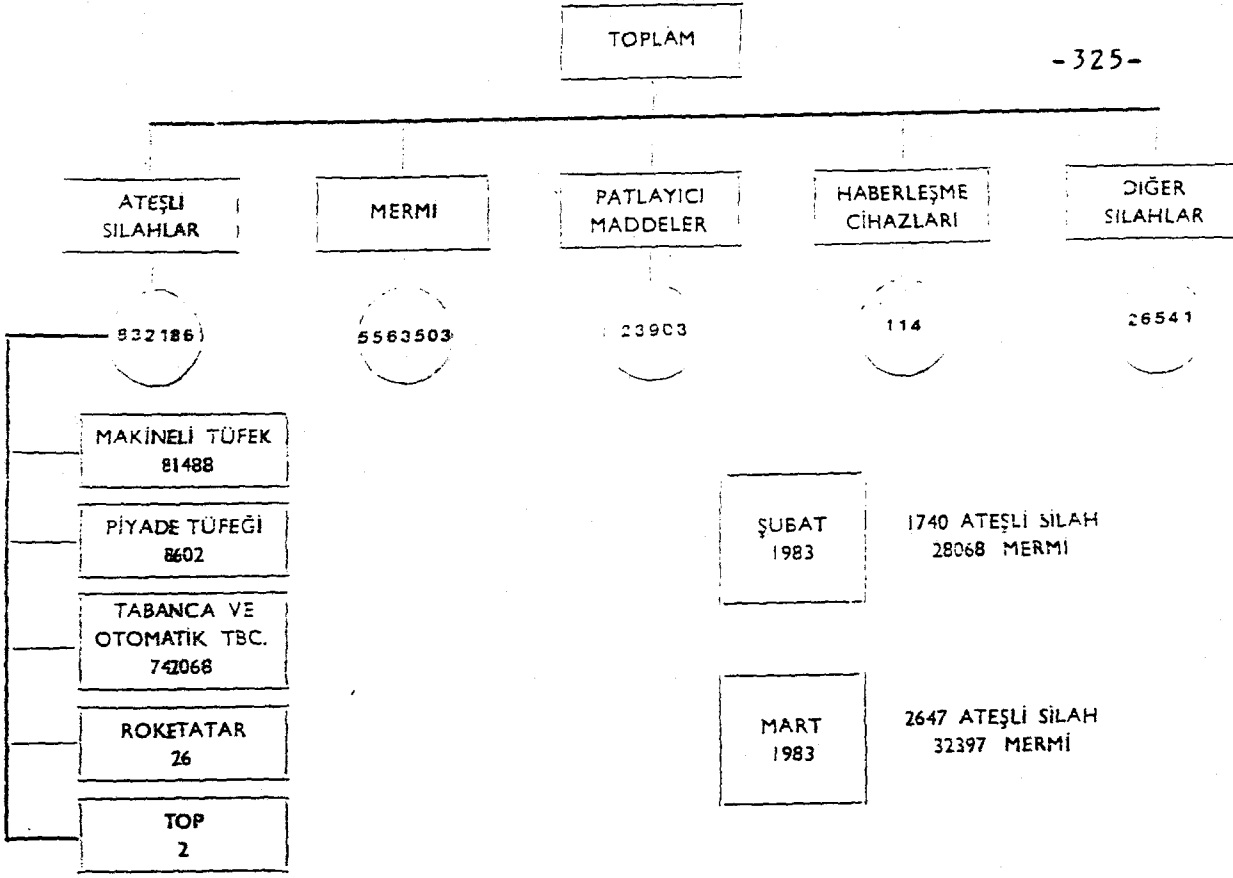 TOPLAM
-325-
ATEŞLİ
SILAHLAR
MERMI
PATLAYICI
MADDELER
HABERLEŞME
CİHAZLARI
DIĞER
SILAHLAR
832186
5563503
23903
114
26541
MAKİNELİ TÜFEK
81488
PİYADE TÜFEĞİ
8602
TABANCA VE
OTOMATİK TBC.
742068
ROKETATAR
26
TOP
2
ŞUBAT
1983
1740 ATEŞLİ SİLAH
28068 MERMİ
MART
1983
2647 ATEŞLİ SİLAH
32397 MERMİ